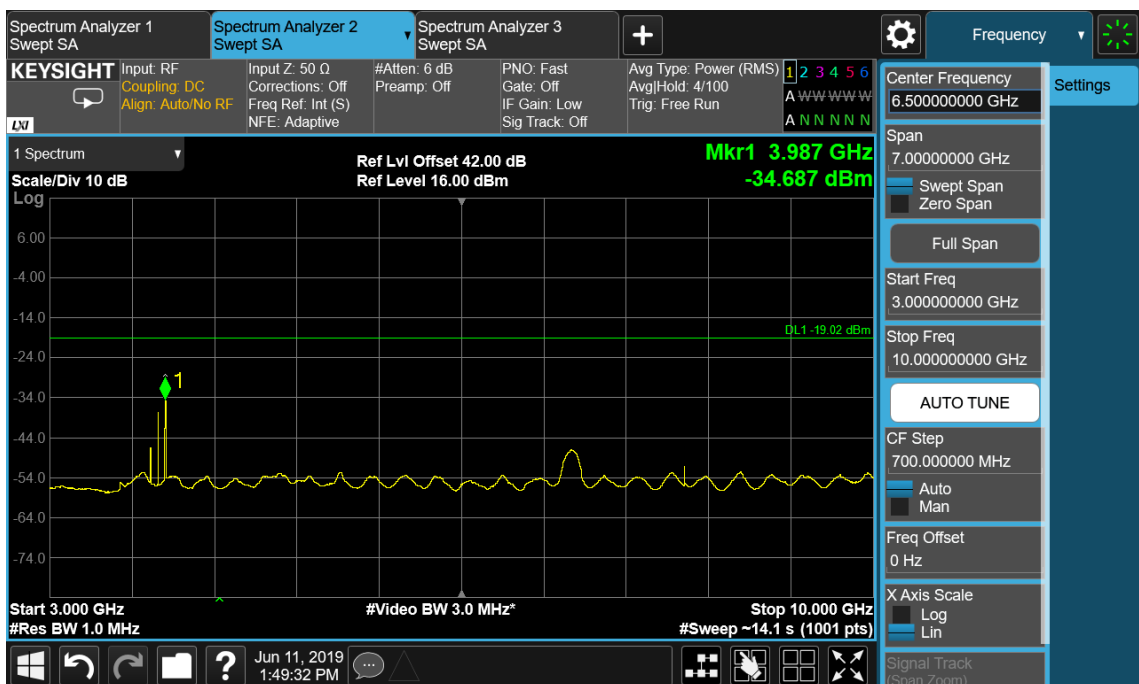 Spectrum Analyzer 1
Swept SA
Spectrum Analyzer 2
Swept SA
Spectrum Analyzer 3
Swept SA
Frequency
KEYSIGHT
LXI
Input: RF
Coupling: DC
Align: Auto/No RF
Input Z: 50 Ω
Corrections: Off
Freq Ref: Int (S)
NFE: Adaptive
#Atten: 6 dB
Preamp: Off
PNO: Fast
Gate: Off
IF Gain: Low
Sig Track: Off
Avg Type: Power (RMS)
Avg|Hold: 4/100
Trig: Free Run
1 2 3 4 5 6
A W W W W W
A N N N N N
1 Spectrum
Scale/Div 10 dB
Log
Ref Lvl Offset 42.00 dB
Ref Level 16.00 dBm
Mkr1 3.987 GHz
-34.687 dBm
6.00
-4.00
-14.0
DL1 -19.02 dBm
-24.0
1
-34.0
-44.0
-54.0
-64.0
-74.0
Start 3.000 GHz
#Res BW 1.0 MHz
#Video BW 3.0 MHz*
Stop 10.000 GHz
#Sweep ~14.1 s (1001 pts)
Center Frequency
6.500000000 GHz
Span
7.00000000 GHz
Swept Span
Zero Span
Full Span
Start Freq
3.000000000 GHz
Stop Freq
10.000000000 GHz
AUTO TUNE
CF Step
700.000000 MHz
Auto
Man
Freq Offset
0 Hz
X Axis Scale
Log
Lin
Signal Track
(Span Zoom)
Settings
?
Jun 11, 2019
1:49:32 PM